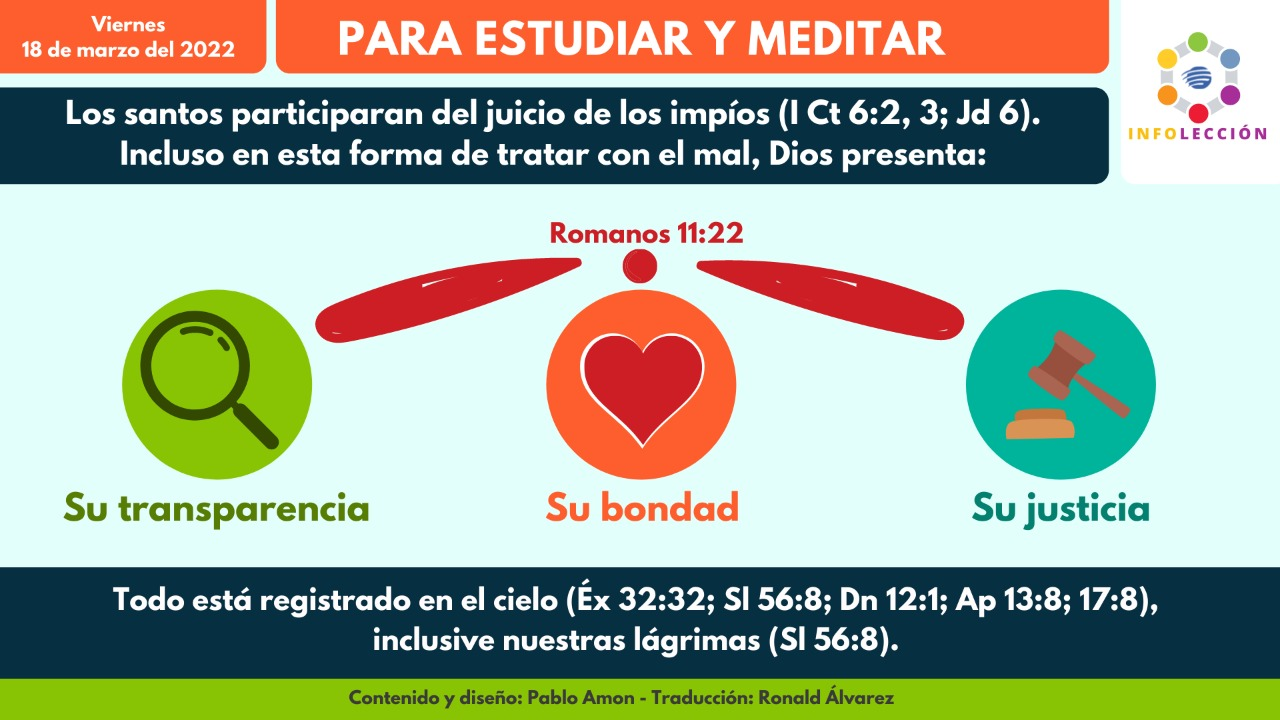 Viernes
18 de marzo del 2022
PARA ESTUDIAR Y MEDITAR
INFOLECCIÓN
Los santos participaran del juicio de los impíos (I Ct 6:2, 3; Jd 6).
Incluso en esta forma de tratar con el mal, Dios presenta:
Romanos 11:22
Su transparencia
Su bondad
Su justicia
Todo está registrado en el cielo (Éx 32:32; Sl 56:8; Dn 12:1; Ap 13:8; 17:8),
inclusive nuestras lágrimas (Sl 56:8).
Contenido y diseño: Pablo Amon - Traducción: Ronald Álvarez